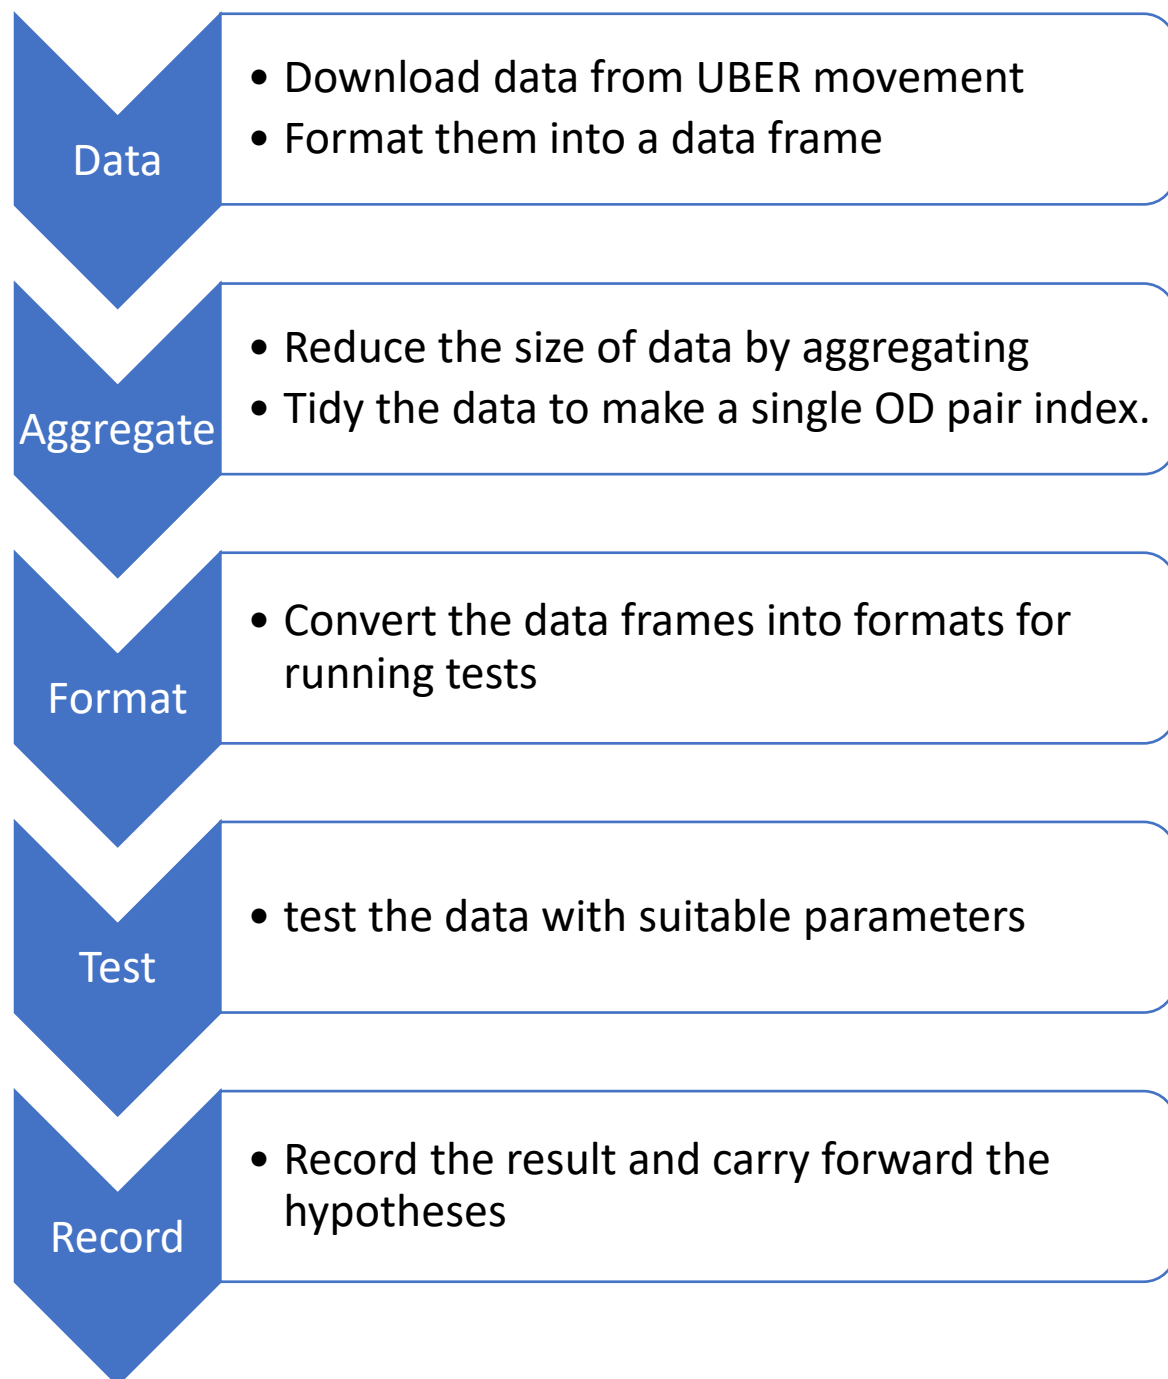 Data
• Download data from UBER movement
• Format them into a data frame
Aggregate
• Reduce the size of data by aggregating
• Tidy the data to make a single OD pair index.
Format
• Convert the data frames into formats for
running tests
Test
• test the data with suitable parameters
Record
• Record the result and carry forward the
hypotheses